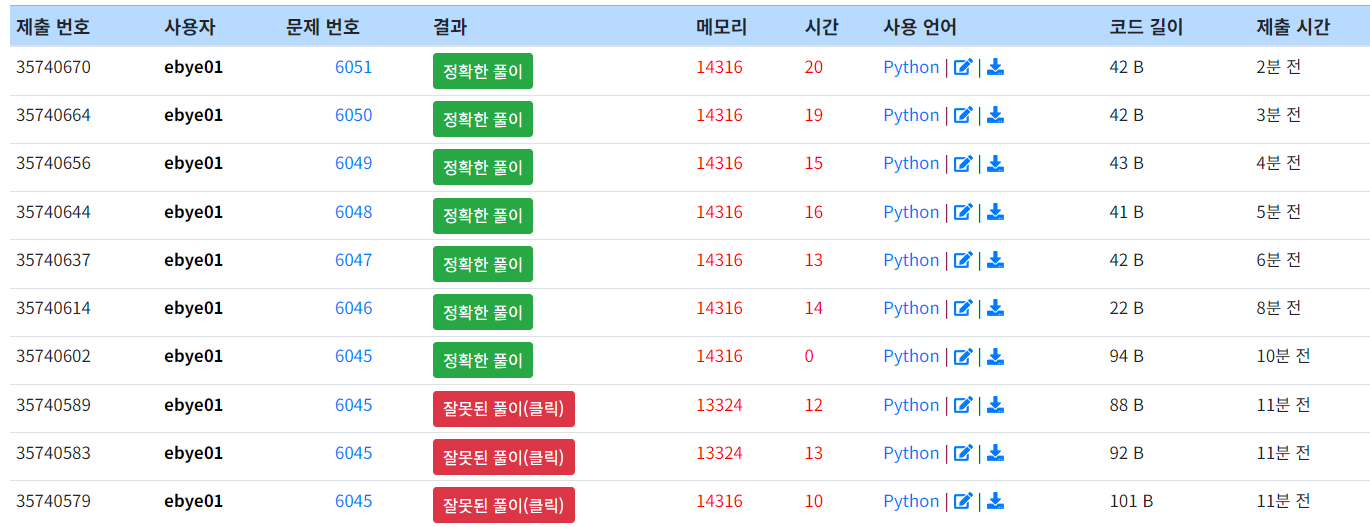 제출 번호 사용자 문제 번호 결과 메모리 시간 사용 언어 코드 길이 제출 시간
35740670 ebye01 6051 정확한 풀이 14316 20 Python | | 42 B 2분 전
35740664 ebye01 6050 정확한 풀이 14316 19 Python | | 42 B 3분 전
35740656 ebye01 6049 정확한 풀이 14316 15 Python | | 43 B 4분 전
35740644 ebye01 6048 정확한 풀이 14316 16 Python | | 41 B 5분 전
35740637 ebye01 6047 정확한 풀이 14316 13 Python | | 42 B 6분 전
35740614 ebye01 6046 정확한 풀이 14316 14 Python | | 22 B 8분 전
35740602 ebye01 6045 정확한 풀이 14316 0 Python | | 94 B 10분 전
35740589 ebye01 6045 잘못된 풀이(클릭) 13324 12 Python | | 88 B 11분 전
35740583 ebye01 6045 잘못된 풀이(클릭) 13324 13 Python | | 92 B 11분 전
35740579 ebye01 6045 잘못된 풀이(클릭) 14316 10 Python | | 101 B 11분 전